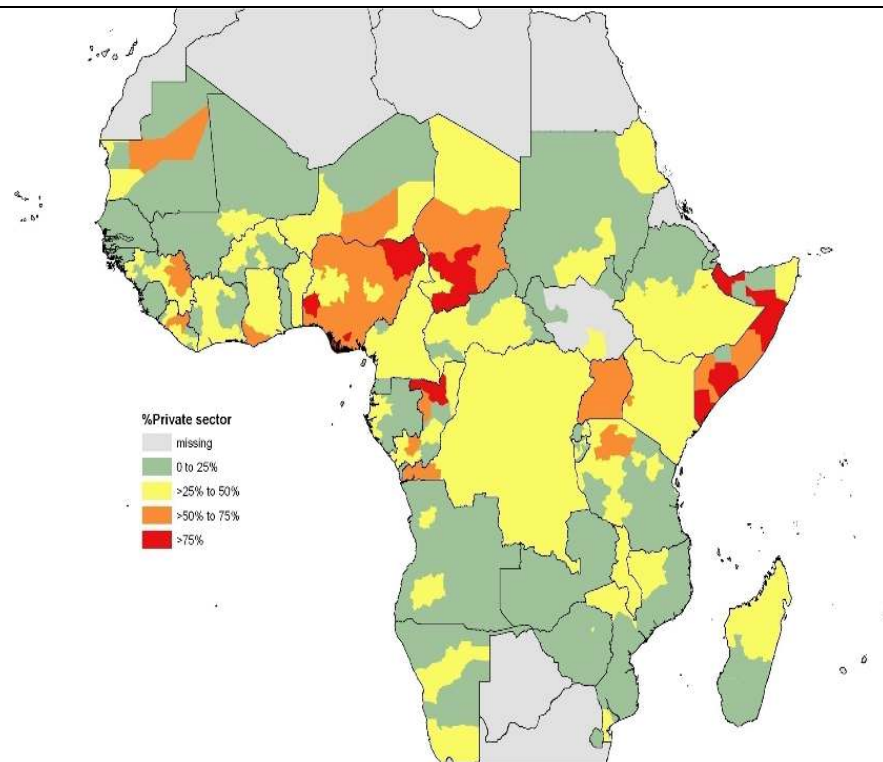 %Private sector
missing
0 to 25%
>25% to 50%
>50% to 75%
>75%